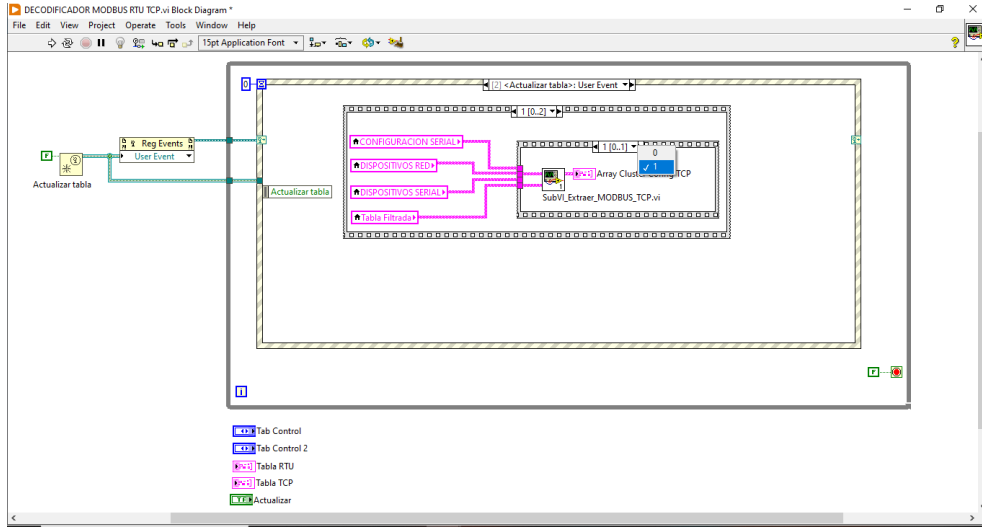 DECODIFICADOR MODBUS RTU TCP.vi Block Diagram *
File Edit View Project Operate Tools Window Help
15pt Application Font
0
[2] <Actualizar tabla>: User Event
1 [0..2]
Reg Events
User Event
F
Actualizar tabla
Actualizar tabla
CONFIGURACION SERIAL
DISPOSITIVOS RED
DISPOSITIVOS SERIAL
Tabla Filtrada
1 [0..1]
0
✓ 1
SubVI_Extraer_MODBUS_TCP.vi
F
i
Tab Control
Tab Control 2
Tabla RTU
Tabla TCP
Actualizar